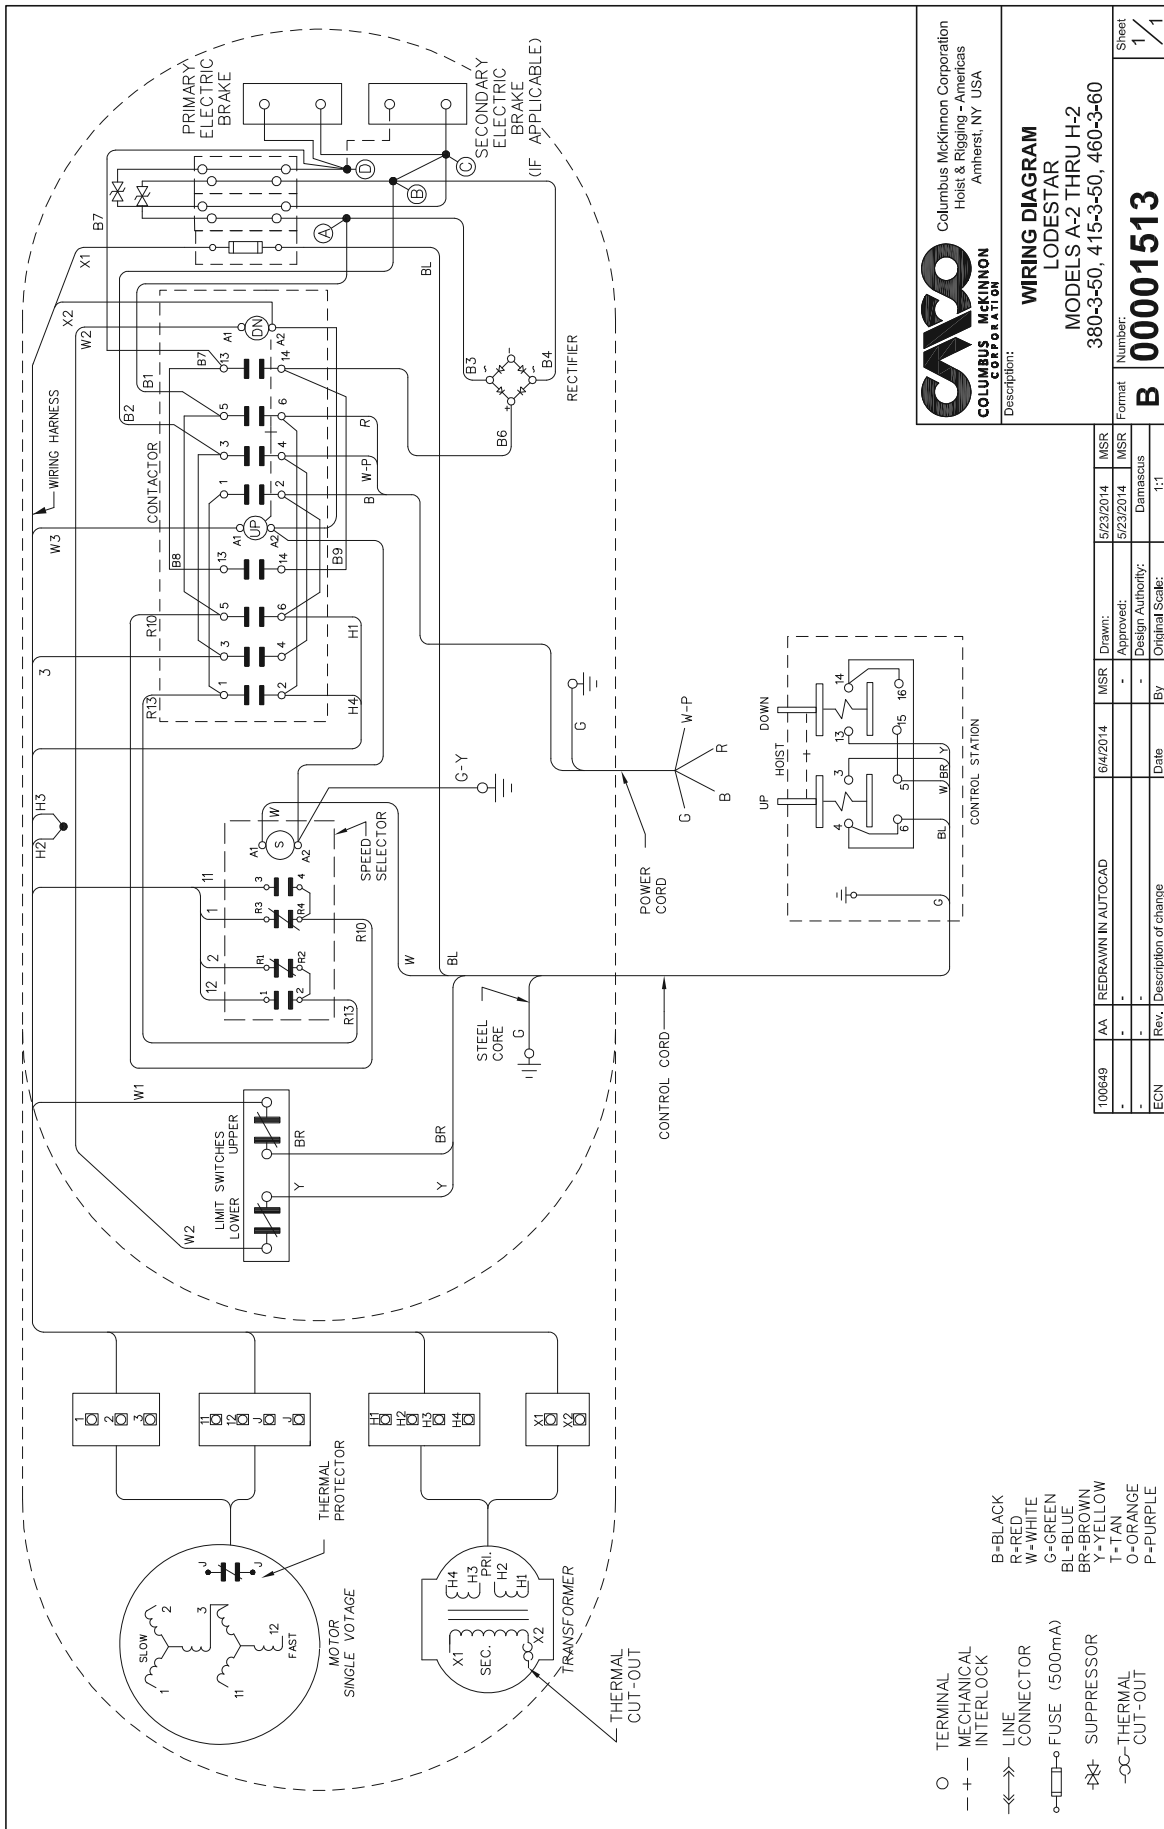 PRIMARY
ELECTRIC
BRAKE
SECONDARY
ELECTRIC
BRAKE
(IF APPLICABLE)
D
C
B
A
B7
X1
X2
W2
BL
WIRING HARNESS
CONTACTOR
B2
B1
B7
13
A1
DN
A2
14
5
6
3
4
1
2
R
W-P
B
A1
UP
A2
W3
B8
13
14
B9
R10
5
6
H1
3
3
4
R13
1
2
H4
B3
B4
B6
~
~
+
-
RECTIFIER
H3
H2
11
1
2
12
3
4
R3
R4
R1
R2
1
2
A1
S
A2
W
SPEED
SELECTOR
R10
R13
G-Y
W
BL
STEEL
CORE
G
G
POWER
CORD
G
B
R
W-P
CONTROL CORD
UP
HOIST
DOWN
4
3
13
14
6
5
15
16
BL
W
BR
Y
G
CONTROL STATION
W1
W2
LIMIT SWITCHES
LOWER
UPPER
BR
Y
BR
Y
1
2
3
11
12
J
J
H1
H2
H3
H4
X1
X2
THERMAL
PROTECTOR
J
J
SLOW
1
2
3
11
12
FAST
MOTOR
SINGLE VOTAGE
H4
H3
PRI.
H2
H1
X1
SEC.
X2
TRANSFORMER
THERMAL
CUT-OUT
TERMINAL
MECHANICAL
INTERLOCK
LINE
CONNECTOR
FUSE (500mA)
SUPPRESSOR
THERMAL
CUT-OUT
B=BLACK
R=RED
W=WHITE
G=GREEN
BL=BLUE
BR=BROWN
Y=YELLOW
T=TAN
O=ORANGE
P=PURPLE
COLUMBUS McKINNON
CORPORATION
Columbus McKinnon Corporation
Hoist & Rigging - Americas
Amherst, NY USA
Description:
WIRING DIAGRAM
LODESTAR
MODELS A-2 THRU H-2
380-3-50, 415-3-50, 460-3-60
Format
B
Number:
00001513
Sheet
1/1
100649 AA REDRAWN IN AUTOCAD 6/4/2014 MSR Drawn: 5/23/2014 MSR
- - - - Approved: 5/23/2014 MSR
- - - - Design Authority: Damascus
ECN Rev. Description of change Date By Original Scale: 1:1